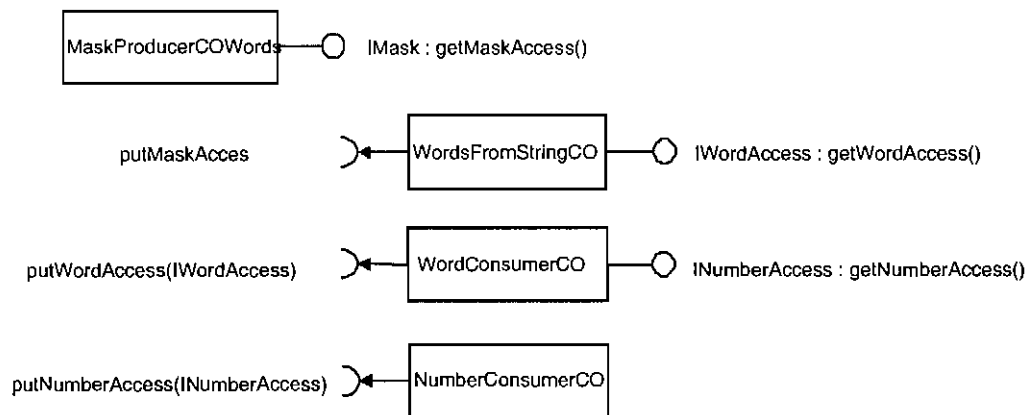 MaskProducerCOWords
IMask : getMaskAccess()
putMaskAcces
WordsFromStringCO
IWordAccess : getWordAccess()
putWordAccess(IWordAccess)
WordConsumerCO
INumberAccess : getNumberAccess()
putNumberAccess(INumberAccess)
NumberConsumerCO